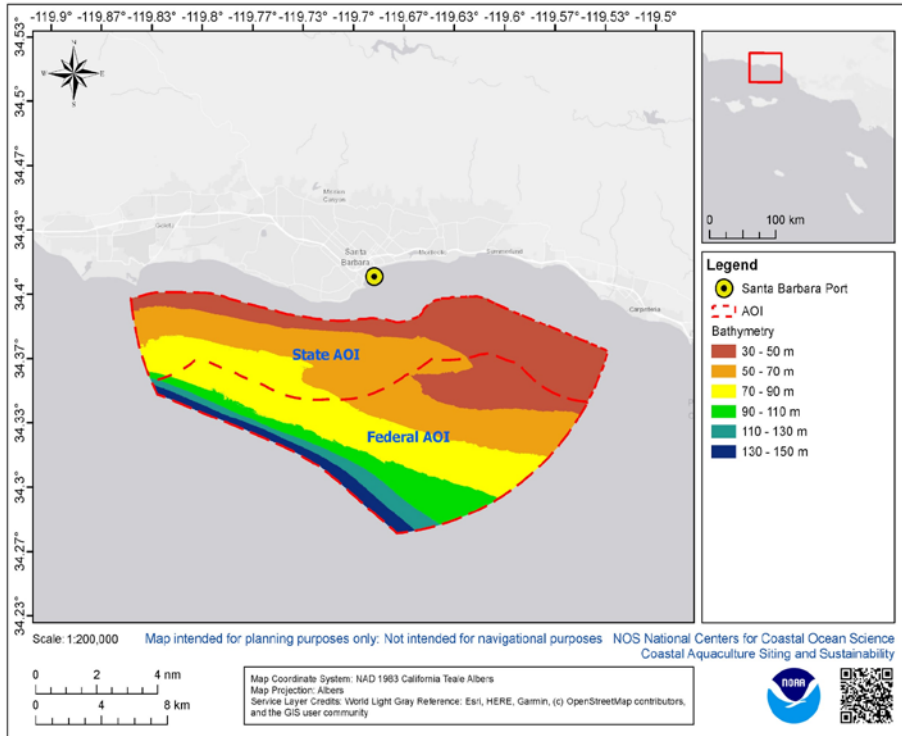 -119.9° -119.87° -119.83° -119.8° -119.77° -119.73° -119.7° -119.67° -119.63° -119.6° -119.57° -119.53° -119.5°
34.53°
34.5°
34.47°
34.43°
34.4°
34.37°
34.33°
34.3°
34.27°
34.23°
N
W
E
S
Mission
Canyon
Goleta
Santa
Barbara
Montecito
Summerland
Carpinteria
State AOI
Federal AOI
0 100 km
Legend
Santa Barbara Port
AOI
Bathymetry
30 - 50 m
50 - 70 m
70 - 90 m
90 - 110 m
110 - 130 m
130 - 150 m
Scale: 1:200,000
Map intended for planning purposes only: Not intended for navigational purposes
NOS National Centers for Coastal Ocean Science
Coastal Aquaculture Siting and Sustainability
0 2 4 nm
0 4 8 km
Map Coordinate System: NAD 1983 California Teale Albers
Map Projection: Albers
Service Layer Credits: World Light Gray Reference: Esri, HERE, Garmin, (c) OpenStreetMap contributors,
and the GIS user community
NOAA